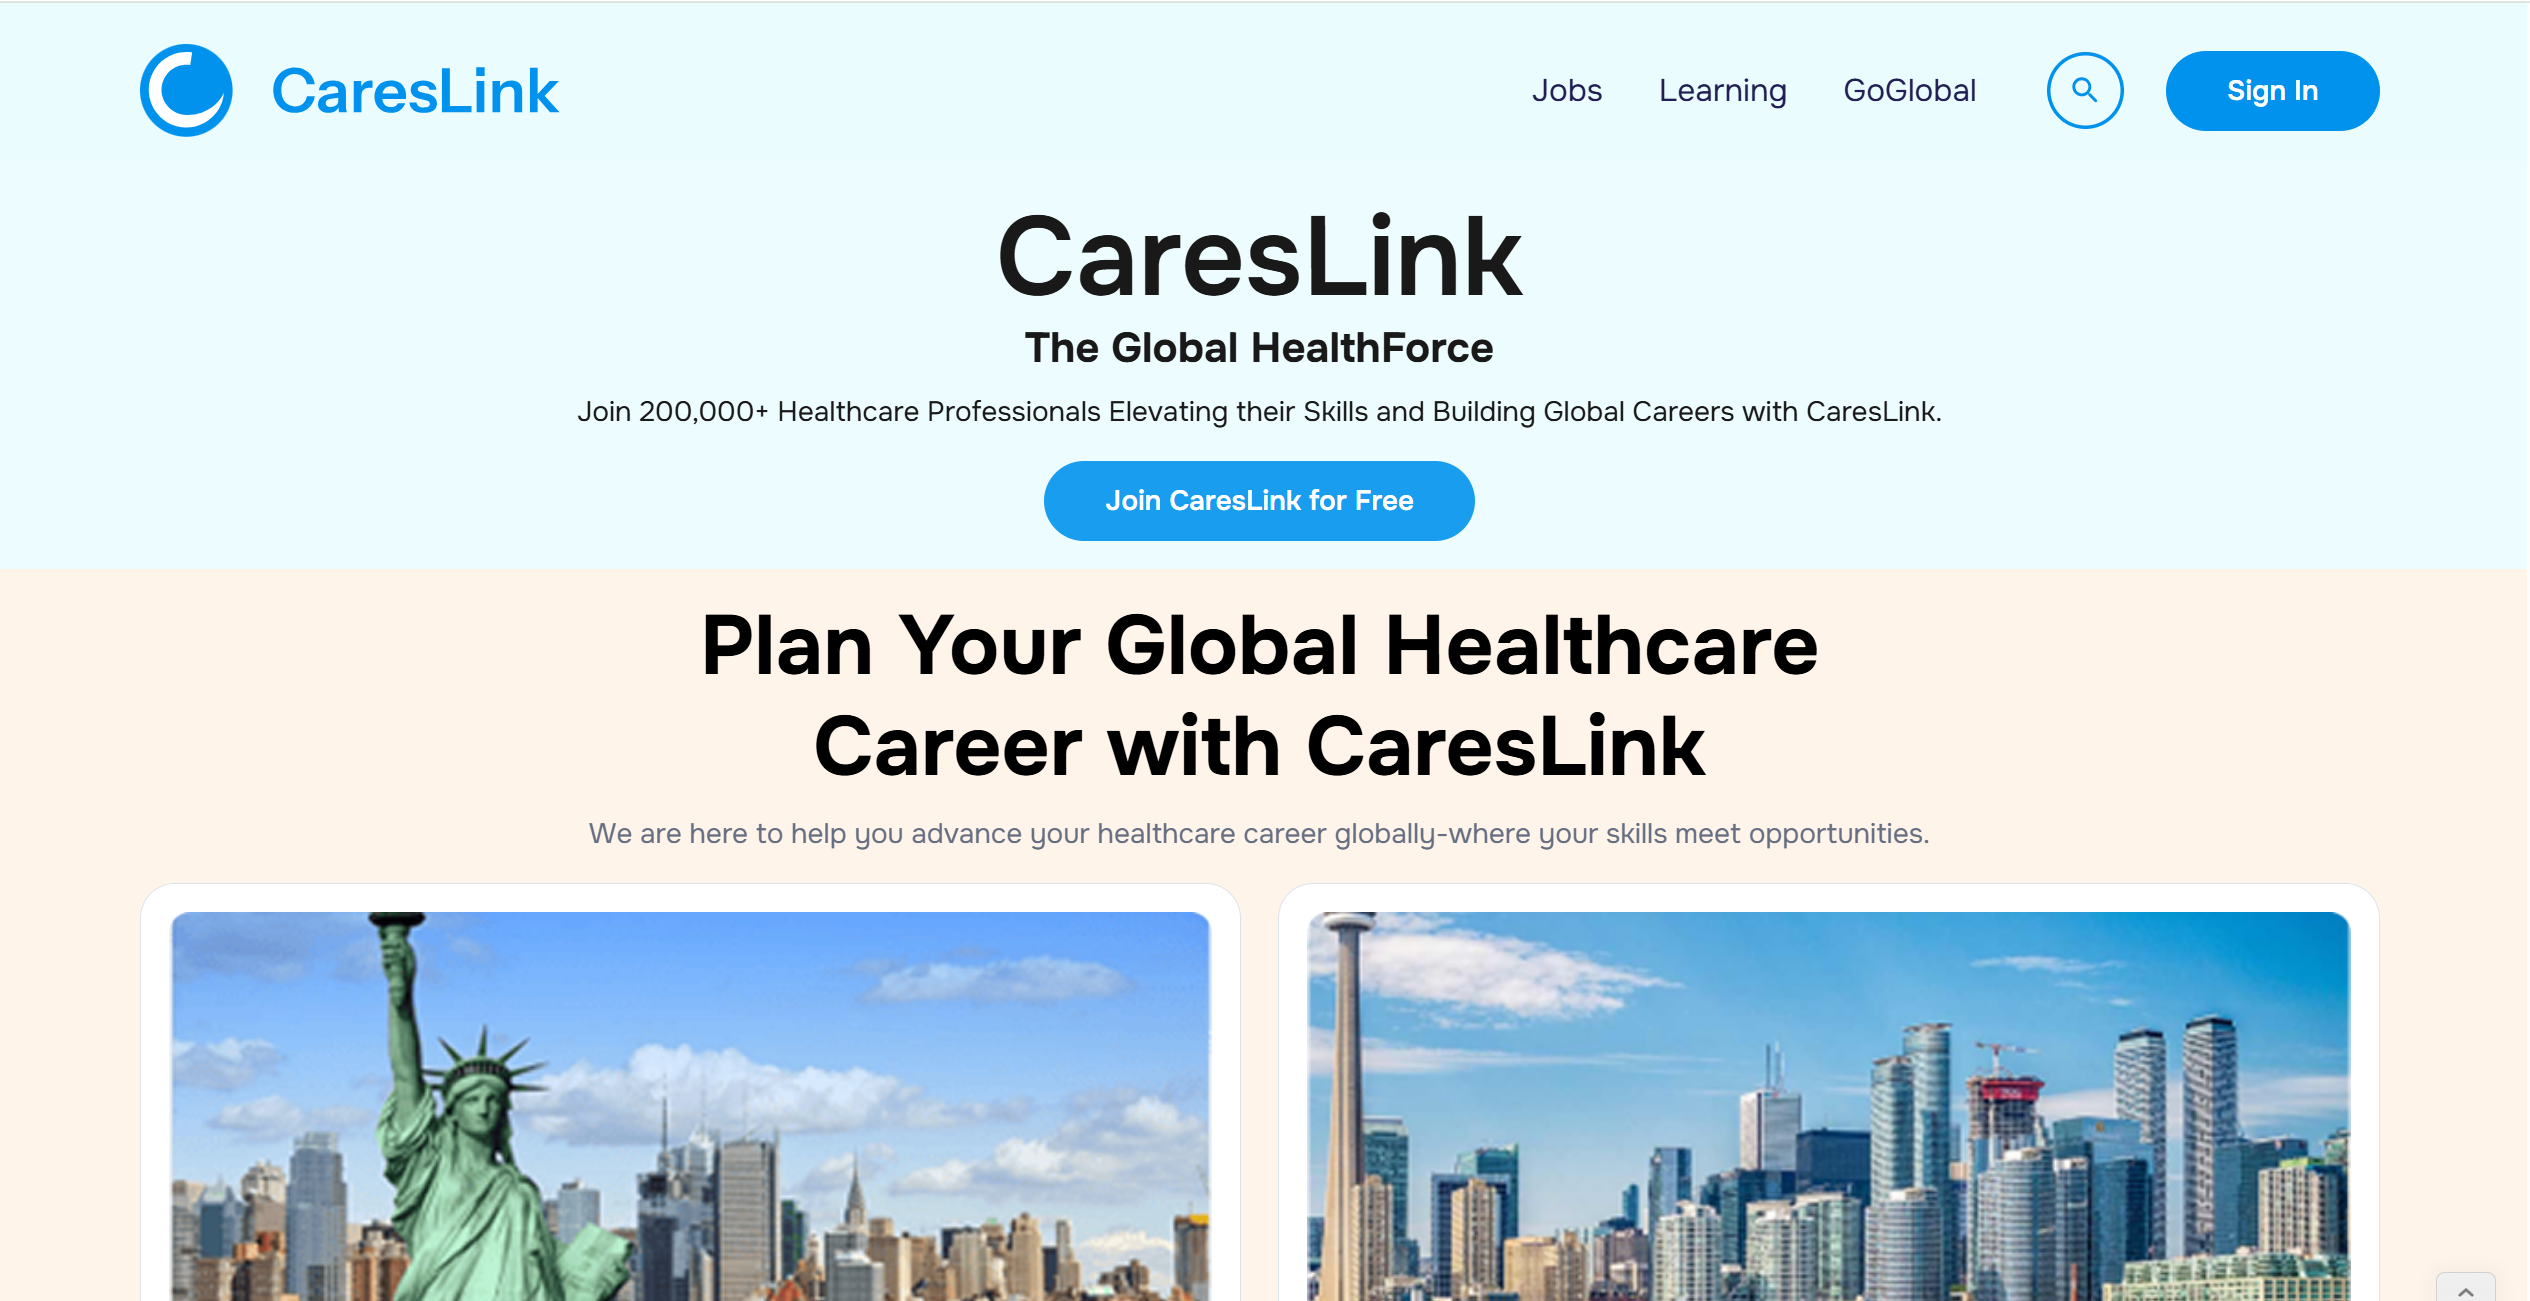 CaresLink
Jobs
Learning
GoGlobal
Sign In
CaresLink
The Global HealthForce
Join 200,000+ Healthcare Professionals Elevating their Skills and Building Global Careers with CaresLink.
Join CaresLink for Free
Plan Your Global Healthcare
Career with CaresLink
We are here to help you advance your healthcare career globally-where your skills meet opportunities.